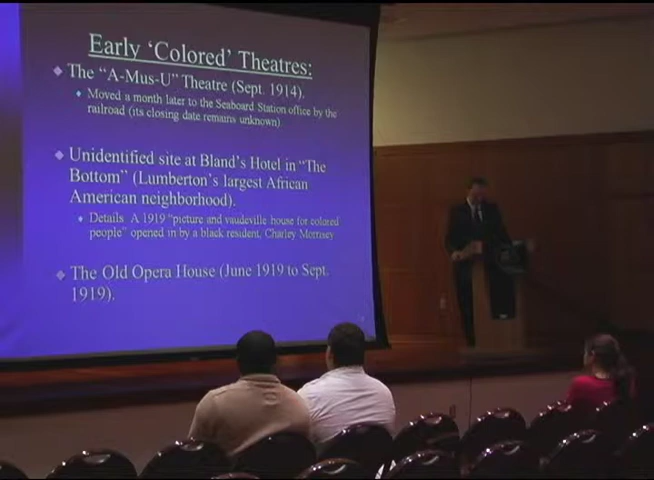 Early 'Colored' Theatres:
The "A-Mus-U" Theatre (Sept. 1914).
Moved a month later to the Seaboard Station office by the
railroad (its closing date remains unknown)
Unidentified site at Bland's Hotel in "The
Bottom" (Lumberton's largest African
American neighborhood).
Details A 1919 "picture and vaudeville house for colored
people" opened in by a black resident, Charley Morrisey
The Old Opera House (June 1919 to Sept.
1919).